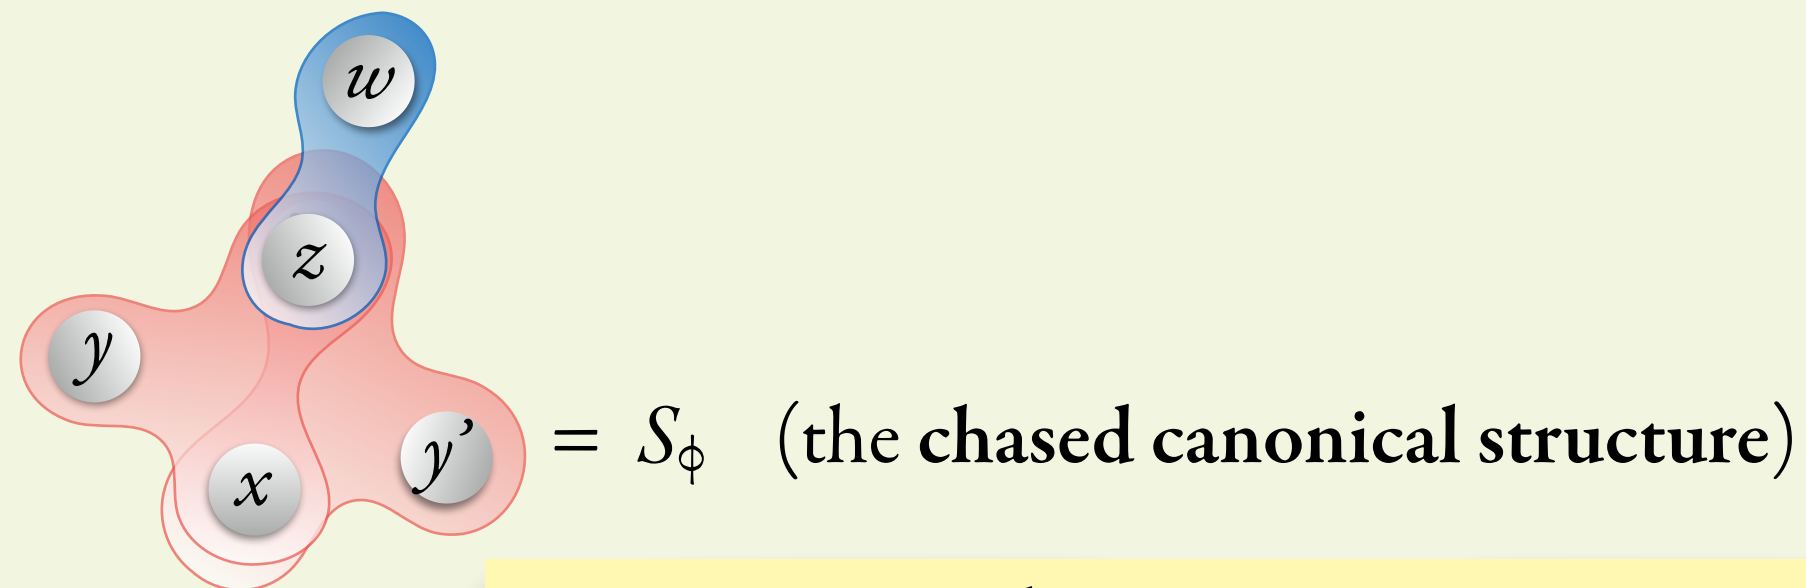 w
z
y
x
y’
= S_ϕ (the chased canonical structure)